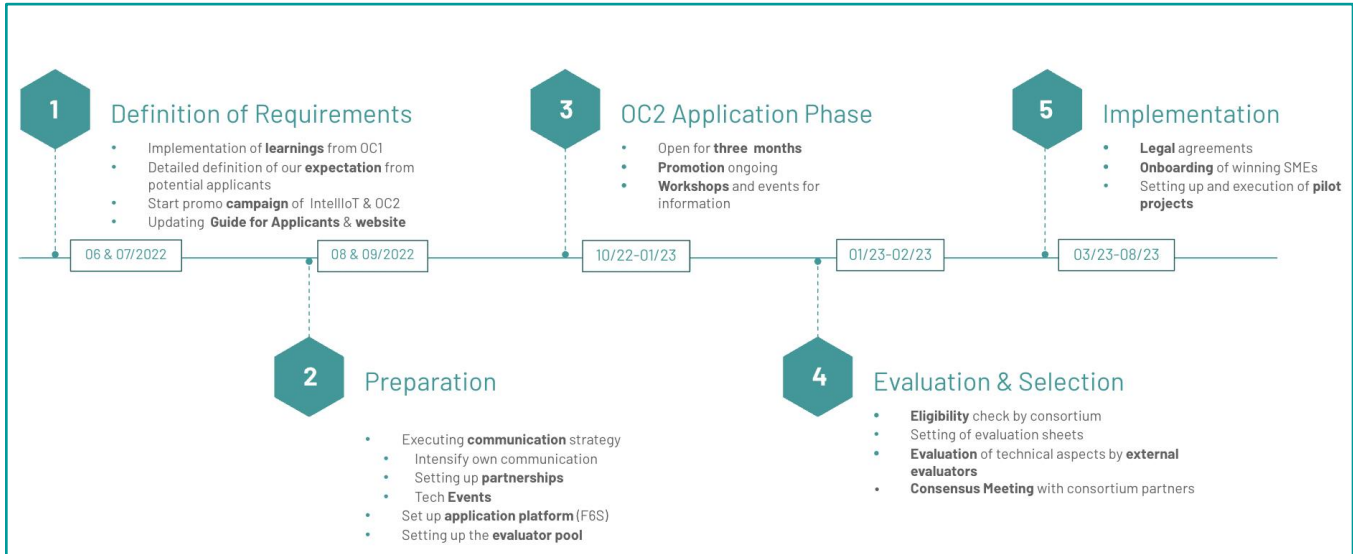 1
Definition of Requirements
• Implementation of learnings from OC1
• Detailed definition of our expectation from
potential applicants
• Start promo campaign of IntellIoT & OC2
• Updating Guide for Applicants & website
06 & 07/2022
2
Preparation
• Executing communication strategy
• Intensify own communication
• Setting up partnerships
• Tech Events
• Set up application platform (F6S)
• Setting up the evaluator pool
08 & 09/2022
3
OC2 Application Phase
• Open for three months
• Promotion ongoing
• Workshops and events for
information
10/22-01/23
4
Evaluation & Selection
• Eligibility check by consortium
• Setting of evaluation sheets
• Evaluation of technical aspects by external
evaluators
• Consensus Meeting with consortium partners
01/23-02/23
5
Implementation
• Legal agreements
• Onboarding of winning SMEs
• Setting up and execution of pilot
projects
03/23-08/23